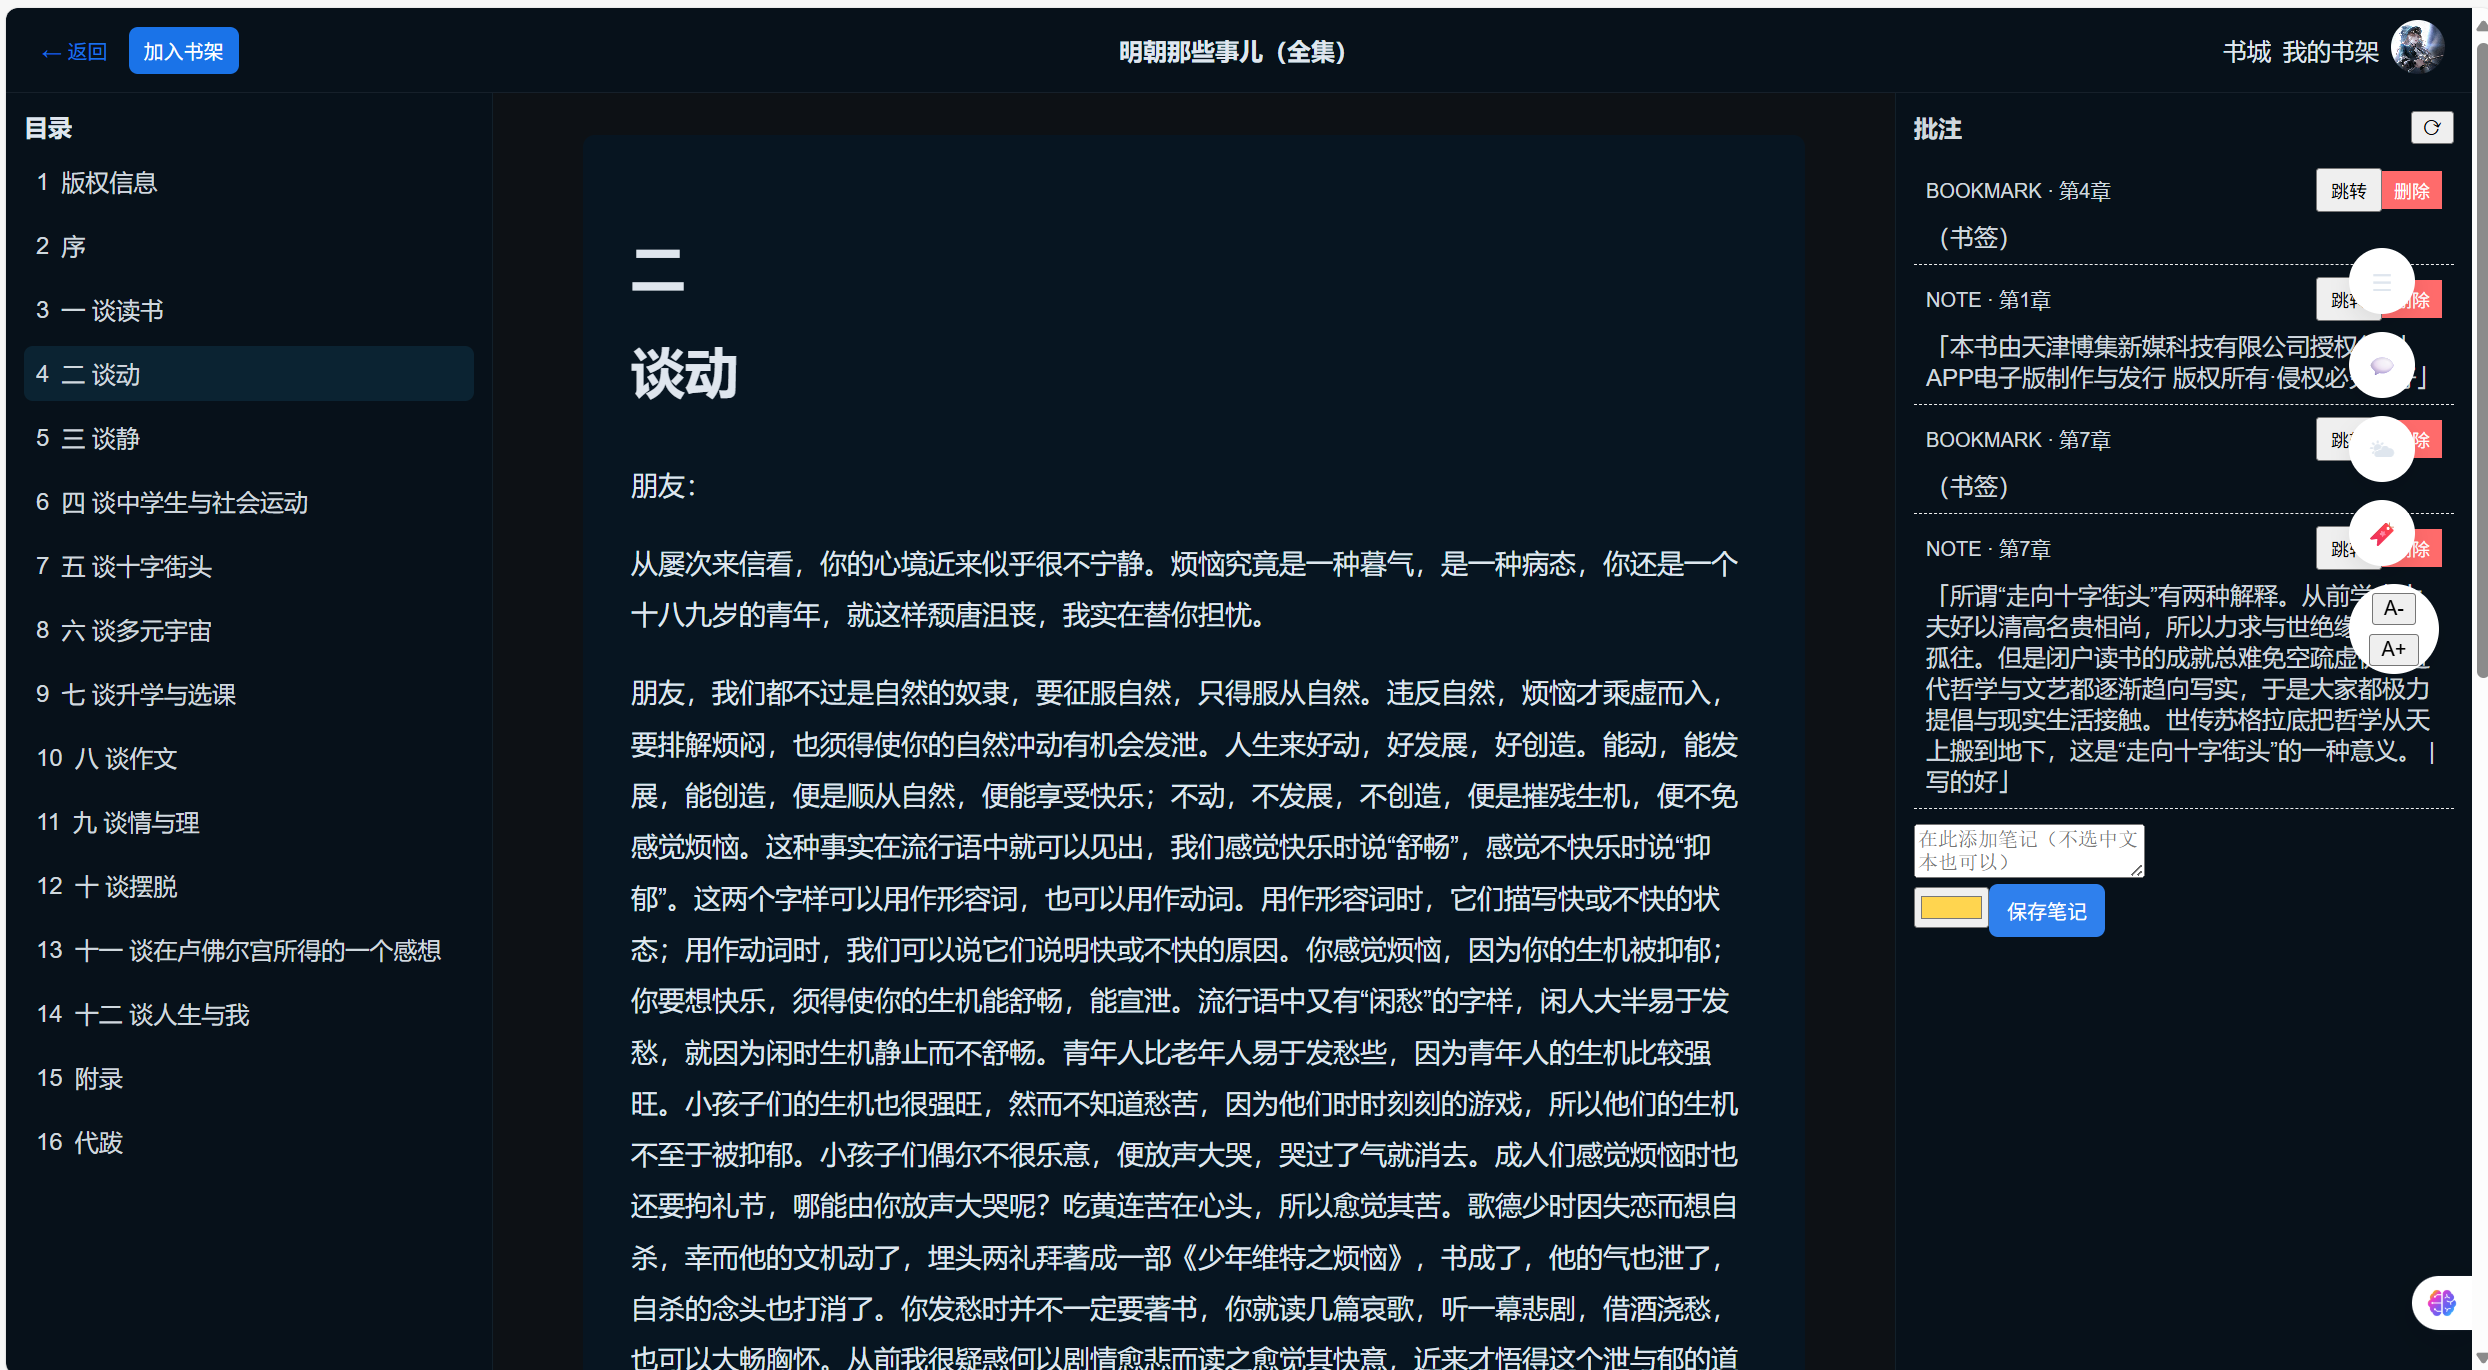 ← 返回 加入书架 明朝那些事儿（全集） 书城 我的书架
目录
1 版权信息
2 序
3 一 谈读书
4 二 谈动
5 三 谈静
6 四 谈中学生与社会运动
7 五 谈十字街头
8 六 谈多元宇宙
9 七 谈升学与选课
10 八 谈作文
11 九 谈情与理
12 十 谈摆脱
13 十一 谈在卢佛尔宫所得的一个感想
14 十二 谈人生与我
15 附录
16 代跋
二
谈动
朋友：
从屡次来信看，你的心境近来似乎很不宁静。烦恼究竟是一种暮气，是一种病态，你还是一个
十八九岁的青年，就这样颓唐沮丧，我实在替你担忧。
朋友，我们都不过是自然的奴隶，要征服自然，只得服从自然。违反自然，烦恼才乘虚而入，
要排解烦闷，也须得使你的自然冲动有机会发泄。人生来好动，好发展，好创造。能动，能发
展，能创造，便是顺从自然，便能享受快乐；不动，不发展，不创造，便是摧残生机，便不免
感觉烦恼。这种事实在流行语中就可以见出，我们感觉快乐时说“舒畅”，感觉不快乐时说“抑
郁”。这两个字样可以用作形容词，也可以用作动词。用作形容词时，它们描写快或不快的状
态；用作动词时，我们可以说它们说明快或不快的原因。你感觉烦恼，因为你的生机被抑郁；
你要想快乐，须得使你的生机能舒畅，能宣泄。流行语中又有“闲愁”的字样，闲人大半易于发
愁，就因为闲时生机静止而不舒畅。青年人比老年人易于发愁些，因为青年人的生机比较强
旺。小孩子们的生机也很强旺，然而不知道愁苦，因为他们时时刻刻的游戏，所以他们的生机
不至于被抑郁。小孩子们偶尔不很乐意，便放声大哭，哭过了气就消去。成人们感觉烦恼时也
还要拘礼节，哪能由你放声大哭呢？吃黄连苦在心头，所以愈觉其苦。歌德少时因失恋而想自
杀，幸而他的文机动了，埋头两礼拜著成一部《少年维特之烦恼》，书成了，他的气也泄了，
自杀的念头也打消了。你发愁时并不一定要著书，你就读几篇哀歌，听一幕悲剧，借酒浇愁，
也可以大畅胸怀。从前我很疑惑何以剧情愈悲而读之愈觉其快意，近来才悟得这个泄与郁的道
批注
BOOKMARK · 第4章 跳转 删除
（书签）
NOTE · 第1章 跳 除
「本书由天津博集新媒科技有限公司授权
APP电子版制作与发行 版权所有·侵权必 」
BOOKMARK · 第7章 跳 除
（书签）
NOTE · 第7章 跳 除
「所谓“走向十字街头”有两种解释。从前学
夫好以清高名贵相尚，所以力求与世绝缘
孤往。但是闭户读书的成就总难免空疏虚
代哲学与文艺都逐渐趋向写实，于是大家都极力
提倡与现实生活接触。世传苏格拉底把哲学从天
上搬到地下，这是“走向十字街头”的一种意义。 |
写的好」
A-
A+
在此添加笔记（不选中文
本也可以）
保存笔记